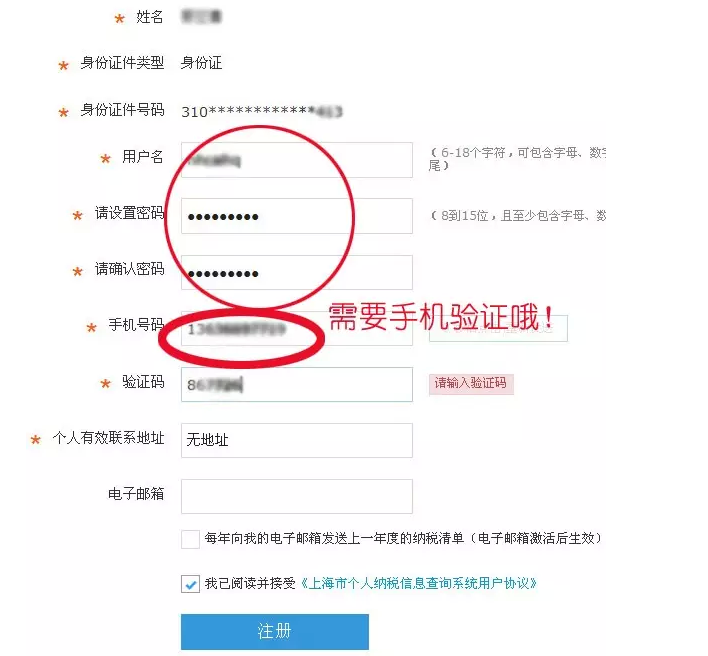 * 姓名
* 身份证件类型 身份证
* 身份证件号码 310************
* 用户名 （6-18个字符，可包含字母、数字
尾）
* 请设置密码 ●●●●●●●●● （8到15位，且至少包含字母、数
* 请确认密码 ●●●●●●●●●
* 手机号码 13 需要手机验证哦！
* 验证码 867 请输入验证码
* 个人有效联系地址 无地址
电子邮箱
每年向我的电子邮箱发送上一年度的纳税清单（电子邮箱激活后生效）
我已阅读并接受《上海市个人纳税信息查询系统用户协议》
注册